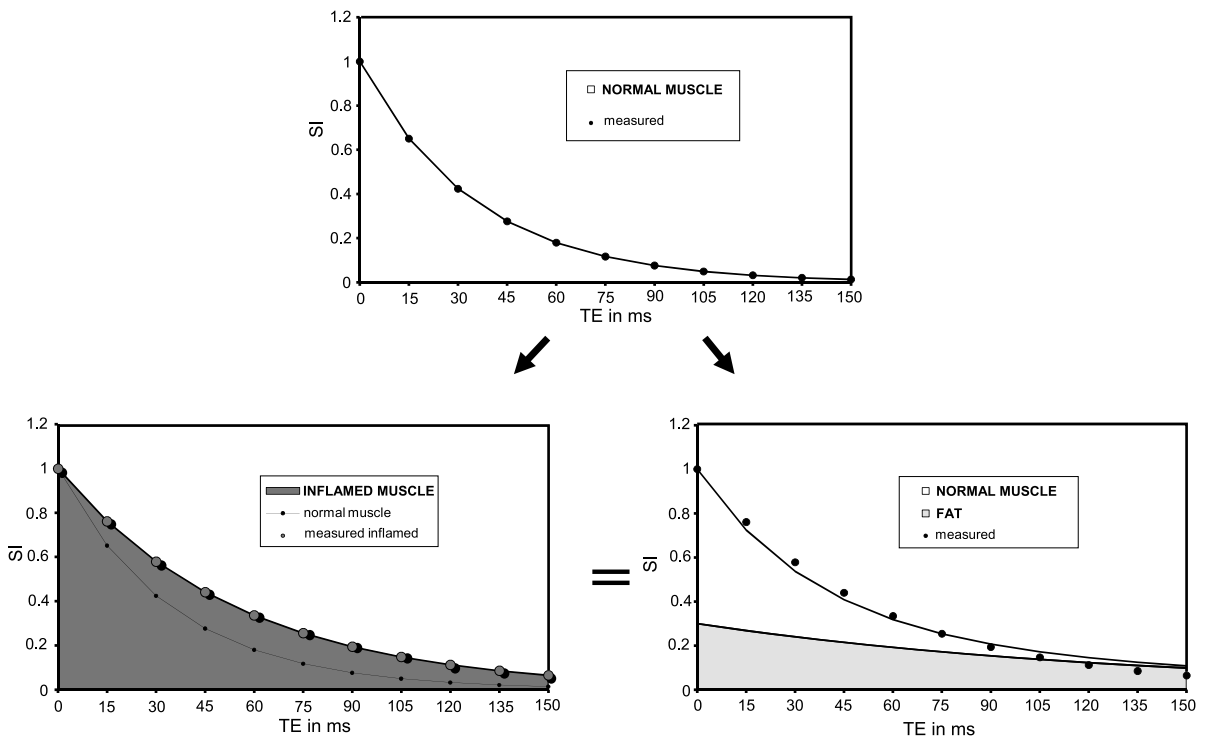 1.2
1
0.8
0.6
0.4
0.2
0
SI
NORMAL MUSCLE
measured
0 15 30 45 60 75 90 105 120 135 150
TE in ms
1.2
1
0.8
0.6
0.4
0.2
0
SI
INFLAMED MUSCLE
normal muscle
measured inflamed
0 15 30 45 60 75 90 105 120 135 150
TE in ms
=
1.2
1
0.8
0.6
0.4
0.2
0
SI
NORMAL MUSCLE
FAT
measured
0 15 30 45 60 75 90 105 120 135 150
TE in ms